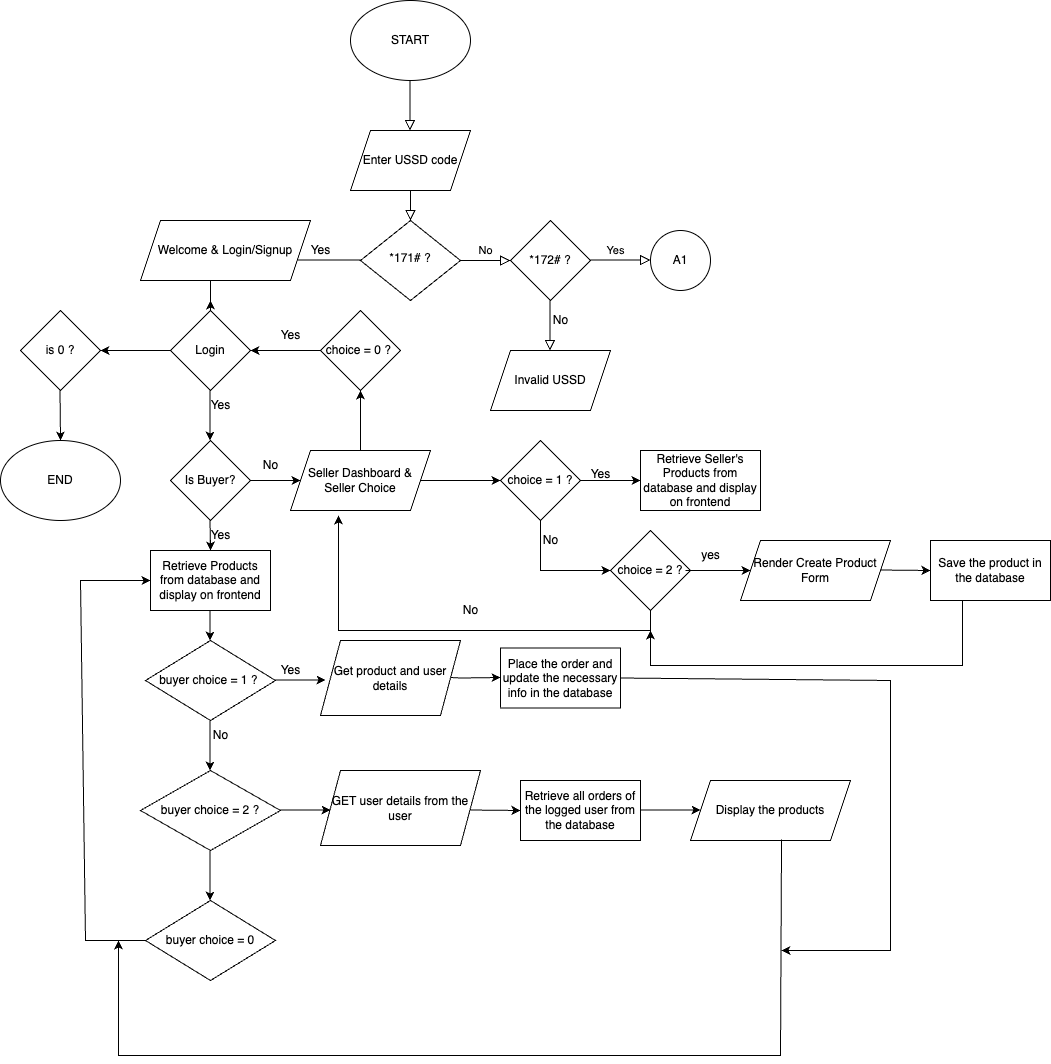 START
Enter USSD code
Welcome & Login/Signup
Yes
*171# ?
No
*172# ?
Yes
A1
No
Invalid USSD
is 0 ?
Login
Yes
choice = 0 ?
Yes
END
Is Buyer?
No
Seller Dashboard &
Seller Choice
choice = 1 ?
Yes
Retrieve Seller's
Products from
database and display
on frontend
Yes
No
Retrieve Products
from database and
display on frontend
choice = 2 ?
yes
Render Create Product
Form
Save the product in
the database
No
buyer choice = 1 ?
Yes
Get product and user
details
Place the order and
update the necessary
info in the database
No
buyer choice = 2 ?
GET user details from the
user
Retrieve all orders of
the logged user from
the database
Display the products
buyer choice = 0